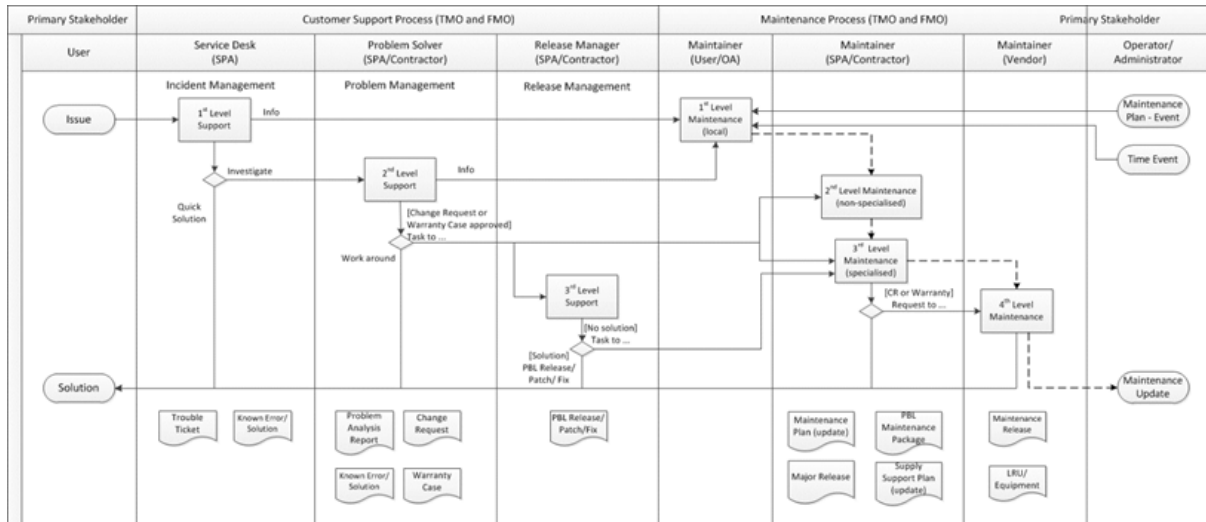 Primary Stakeholder
Customer Support Process (TMO and FMO)
Maintenance Process (TMO and FMO)
Primary Stakeholder
User
Service Desk
(SPA)
Problem Solver
(SPA/Contractor)
Release Manager
(SPA/Contractor)
Maintainer
(User/OA)
Maintainer
(SPA/Contractor)
Maintainer
(Vendor)
Operator/
Administrator
Incident Management
Problem Management
Release Management
Issue
1st Level
Support
Info
1st Level
Maintenance
(local)
Maintenance
Plan - Event
Time Event
Investigate
2nd Level
Support
Info
2nd Level Maintenance
(non-specialised)
Quick
Solution
[Change Request or
Warranty Case approved]
Task to ...
Work around
3rd Level
Maintenance
(specialised)
3rd Level
Support
[CR or Warranty]
Request to ...
4th Level
Maintenance
[No solution]
Task to ...
[Solution]
PBL Release/
Patch/ Fix
Solution
Maintenance
Update
Trouble
Ticket
Known Error/
Solution
Problem
Analysis
Report
Change
Request
PBL Release/
Patch/Fix
Maintenance
Plan (update)
PBL
Maintenance
Package
Maintenance
Release
Known Error/
Solution
Warranty
Case
Major Release
Supply
Support Plan
(update)
LRU/
Equipment